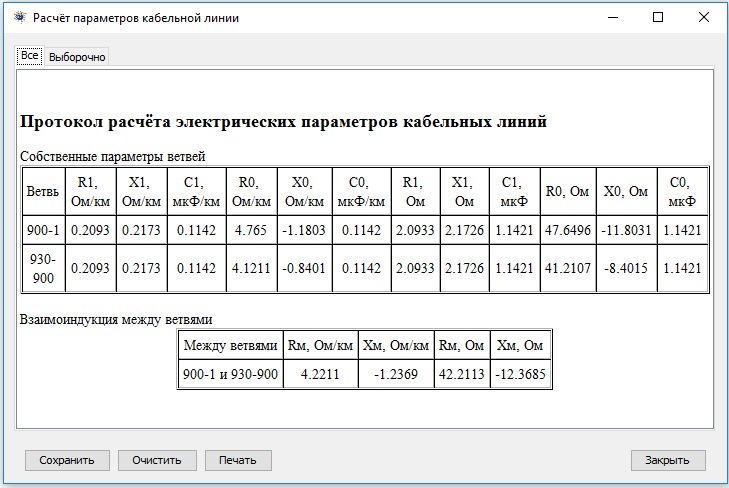 Расчёт параметров кабельной линии
Все Выборочно
Протокол расчёта электрических параметров кабельных линий
Собственные параметры ветвей
Ветвь R1, Ом/км X1, Ом/км C1, мкФ/км R0, Ом/км X0, Ом/км C0, мкФ/км R1, Ом X1, Ом C1, мкФ R0, Ом X0, Ом C0, мкФ
900-1 0.2093 0.2173 0.1142 4.765 -1.1803 0.1142 2.0933 2.1726 1.1421 47.6496 -11.8031 1.1421
930-900 0.2093 0.2173 0.1142 4.1211 -0.8401 0.1142 2.0933 2.1726 1.1421 41.2107 -8.4015 1.1421
Взаимоиндукция между ветвями
Между ветвями Rм, Ом/км Xм, Ом/км Rм, Ом Xм, Ом
900-1 и 930-900 4.2211 -1.2369 42.2113 -12.3685
Сохранить Очистить Печать Закрыть